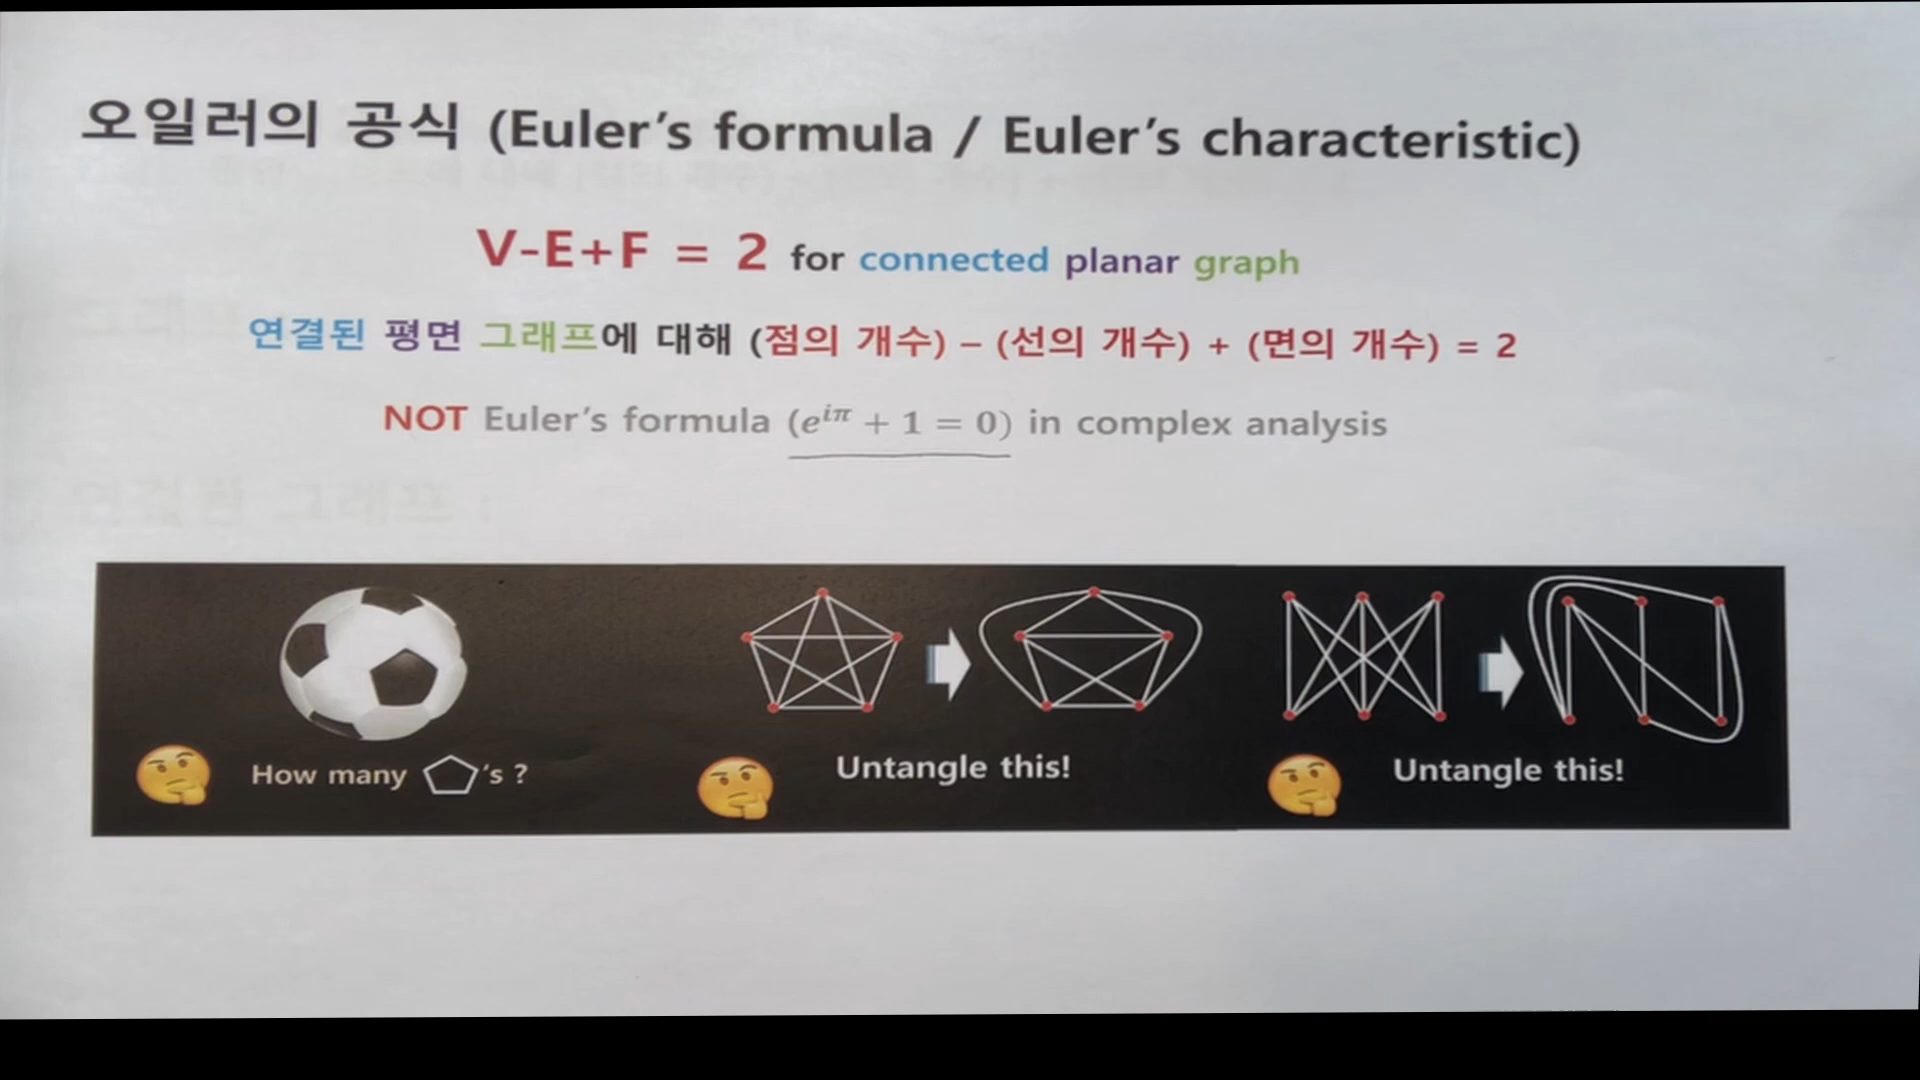 오일러의 공식 (Euler's formula / Euler's characteristic)
V-E+F = 2 for connected planar graph
연결된 평면 그래프에 대해 (점의 개수) – (선의 개수) + (면의 개수) = 2
NOT Euler's formula (e^{iπ} + 1 = 0) in complex analysis
How many 's ?
Untangle this!
Untangle this!